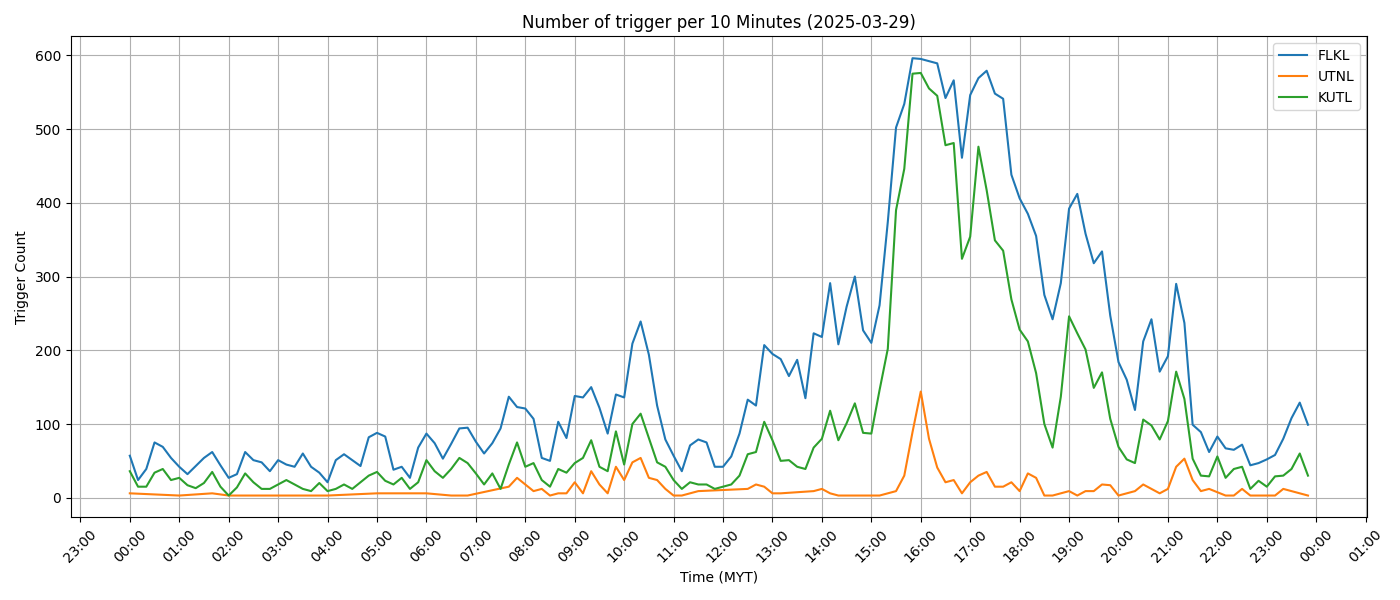 Number of trigger per 10 Minutes (2025-03-29)
FLKL
UTNL
KUTL
Trigger Count
600
500
400
300
200
100
0
23:00 00:00 01:00 02:00 03:00 04:00 05:00 06:00 07:00 08:00 09:00 10:00 11:00 12:00 13:00 14:00 15:00 16:00 17:00 18:00 19:00 20:00 21:00 22:00 23:00 00:00 01:00
Time (MYT)